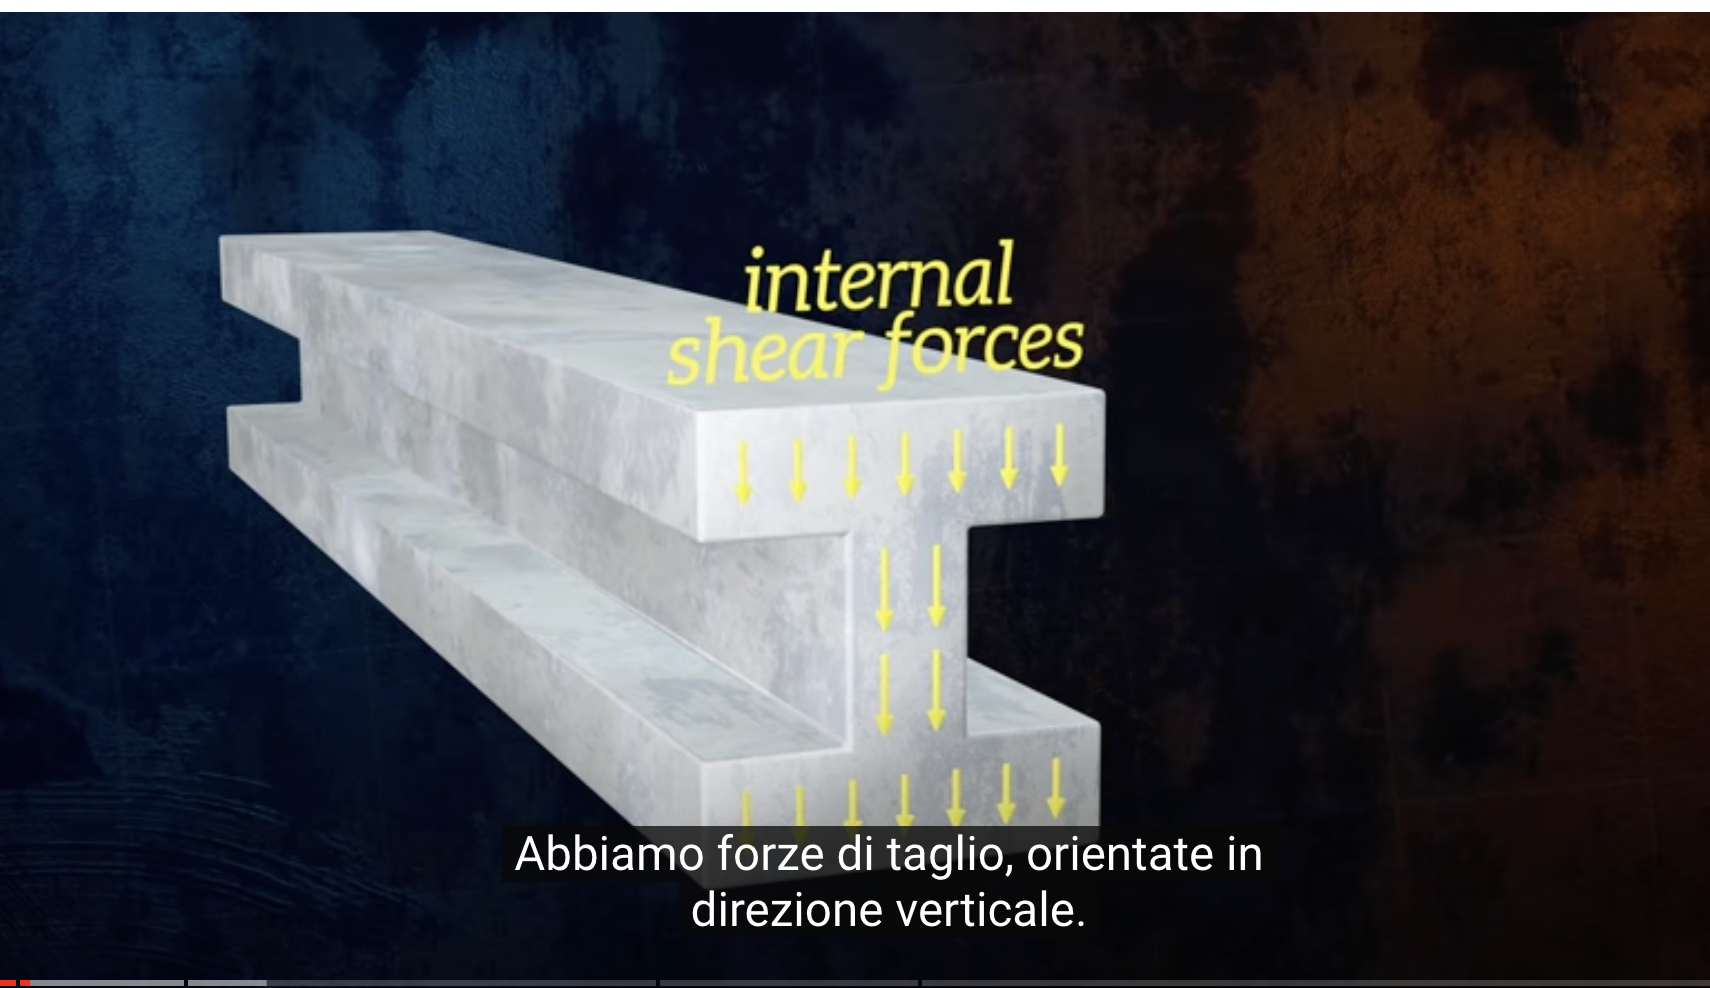 internal
shear forces
Abbiamo forze di taglio, orientate in
direzione verticale.